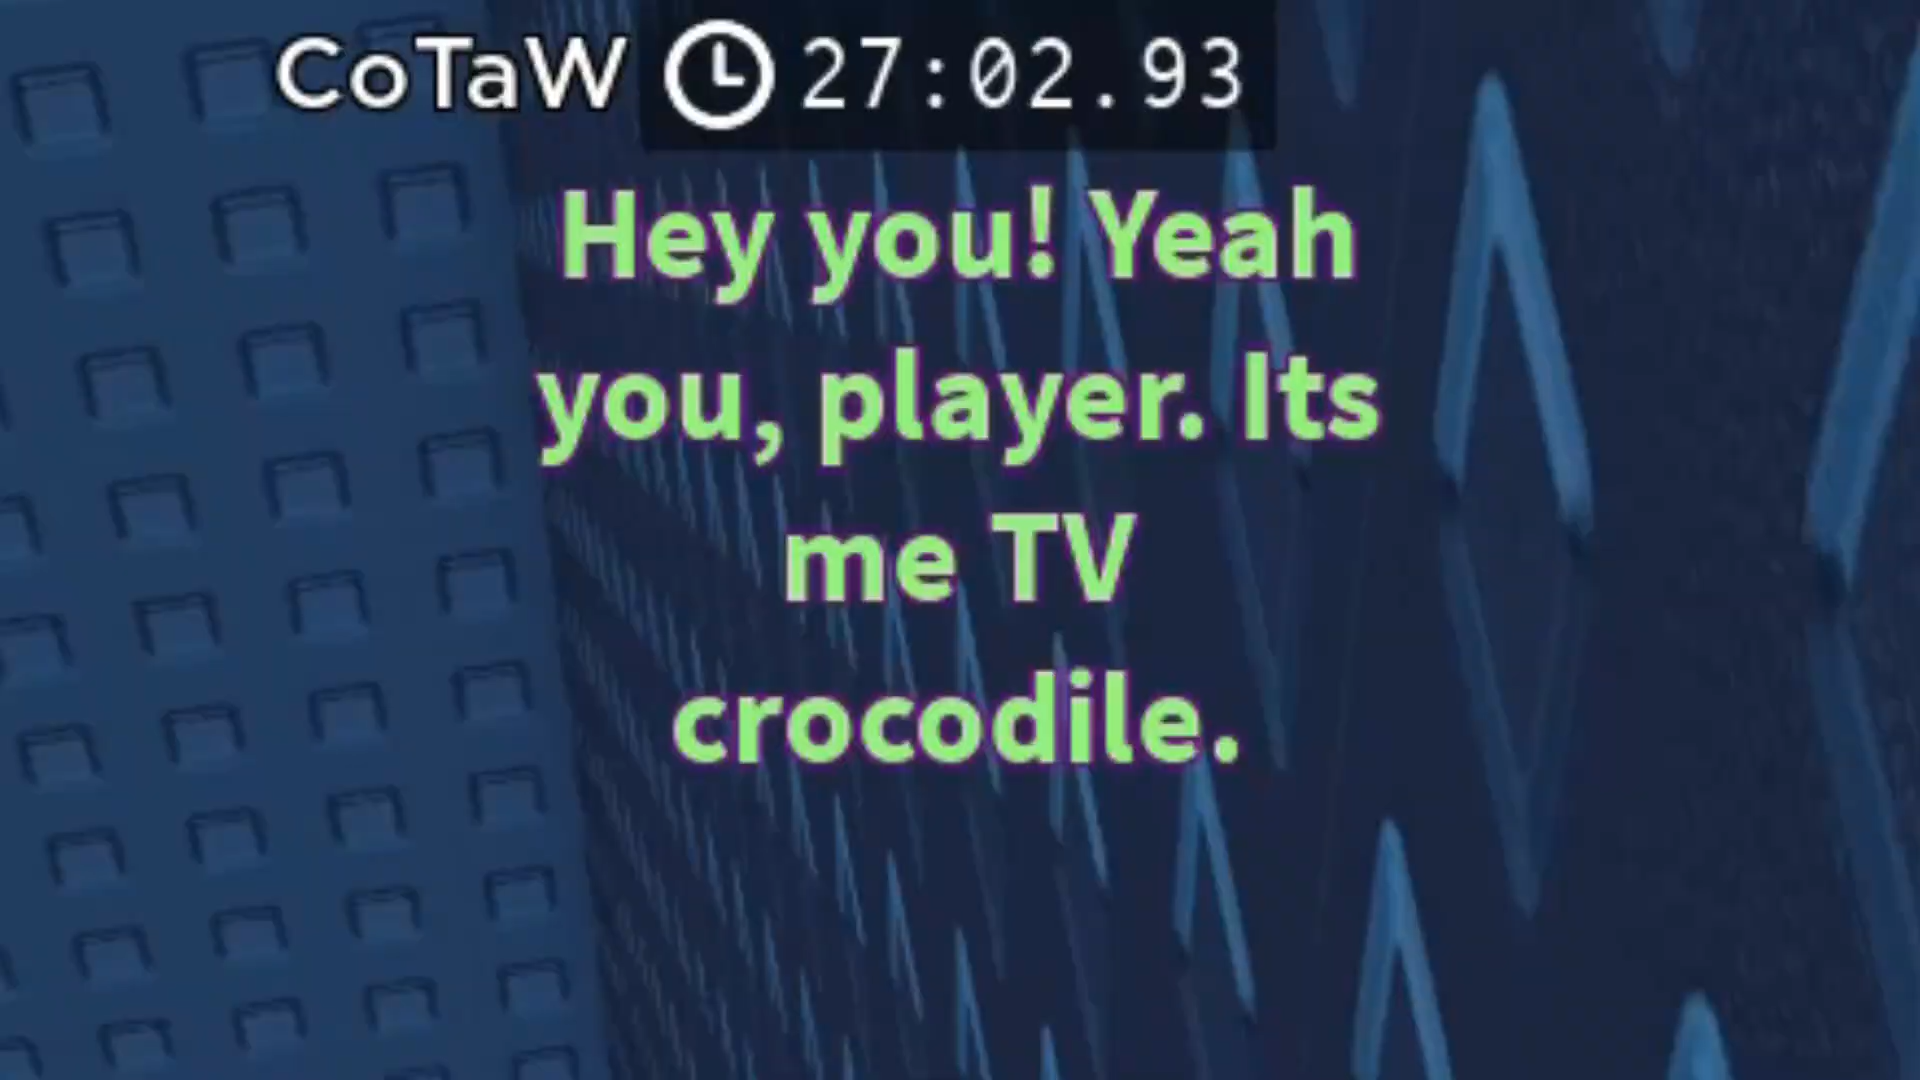 CoTaW 27:02.93
Hey you! Yeah
you, player. Its
me TV
crocodile.